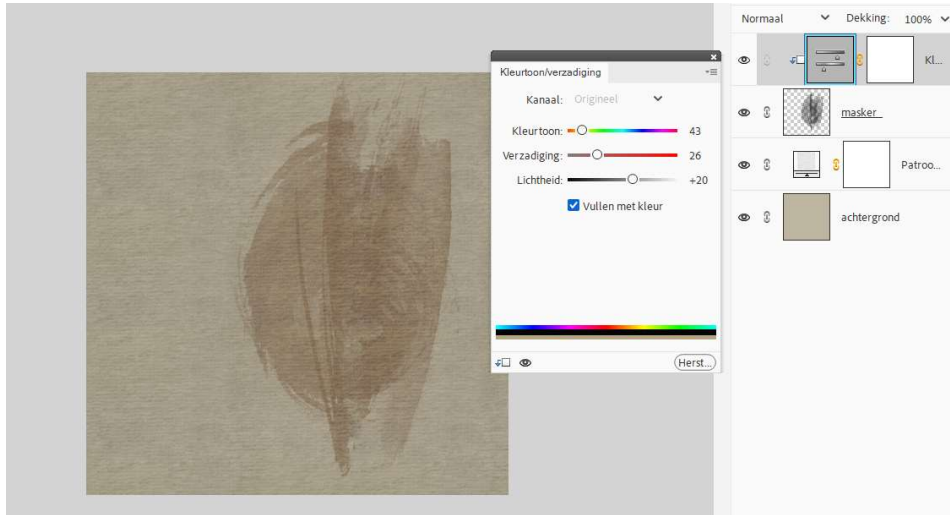 Normaal Dekking: 100%
Kl...
masker_
Patroo...
achtergrond
Kleurtoon/verzadiging
Kanaal: Origineel
Kleurtoon: 43
Verzadiging: 26
Lichtheid: +20
Vullen met kleur
Herst...